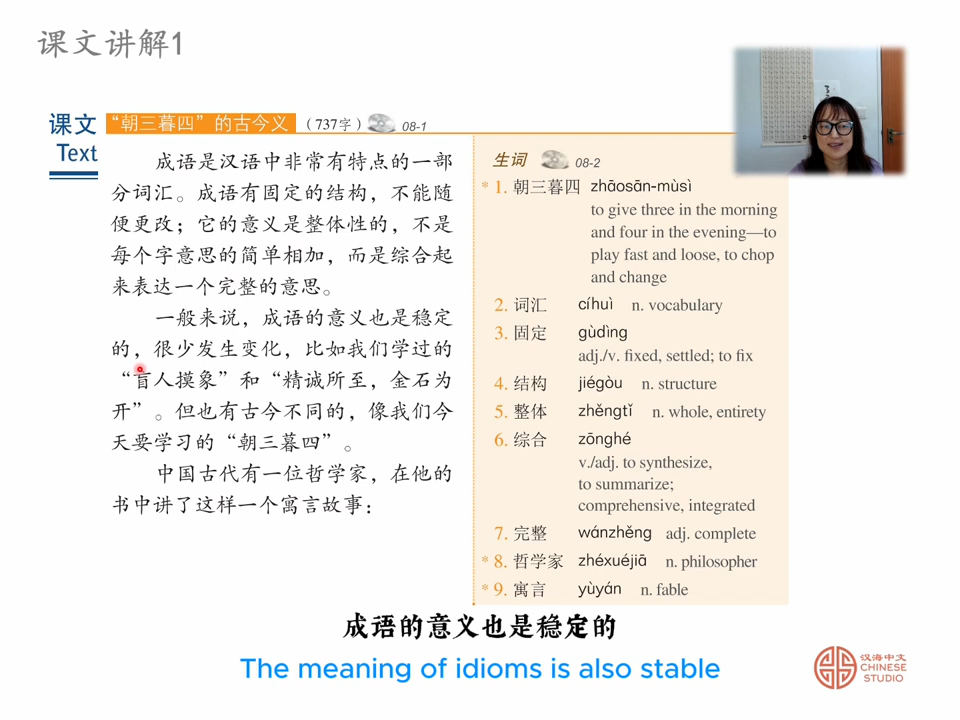 课文讲解1
课文
Text
“朝三暮四”的古今义 （737字） 08-1
成语是汉语中非常有特点的一部
分词汇。成语有固定的结构，不能随
便更改；它的意义是整体性的，不是
每个字意思的简单相加，而是综合起
来表达一个完整的意思。
一般来说，成语的意义也是稳定
的，很少发生变化，比如我们学过的
“盲人摸象”和“精诚所至，金石为
开”。但也有古今不同的，像我们今
天要学习的“朝三暮四”。
中国古代有一位哲学家，在他的
书中讲了这样一个寓言故事：
生词 08-2
* 1. 朝三暮四 zhāosān-mùsì
to give three in the morning
and four in the evening—to
play fast and loose, to chop
and change
2. 词汇 cíhuì n. vocabulary
3. 固定 gùdìng
adj./v. fixed, settled; to fix
4. 结构 jiégòu n. structure
5. 整体 zhěngtǐ n. whole, entirety
6. 综合 zōnghé
v./adj. to synthesize,
to summarize;
comprehensive, integrated
7. 完整 wánzhěng adj. complete
* 8. 哲学家 zhéxuéjiā n. philosopher
* 9. 寓言 yùyán n. fable
成语的意义也是稳定的
The meaning of idioms is also stable
汉海中文
CHINESE
STUDIO